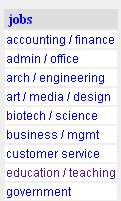 jobs
accounting / finance
admin / office
arch / engineering
art / media / design
biotech / science
business / mgmt
customer service
education / teaching
government